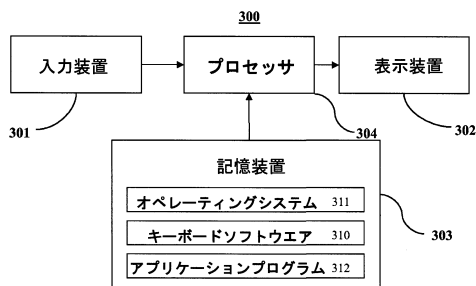 300
入力装置
プロセッサ
表示装置
301
304
302
記憶装置
オペレーティングシステム 311
キーボードソフトウエア 310
アプリケーションプログラム 312
303